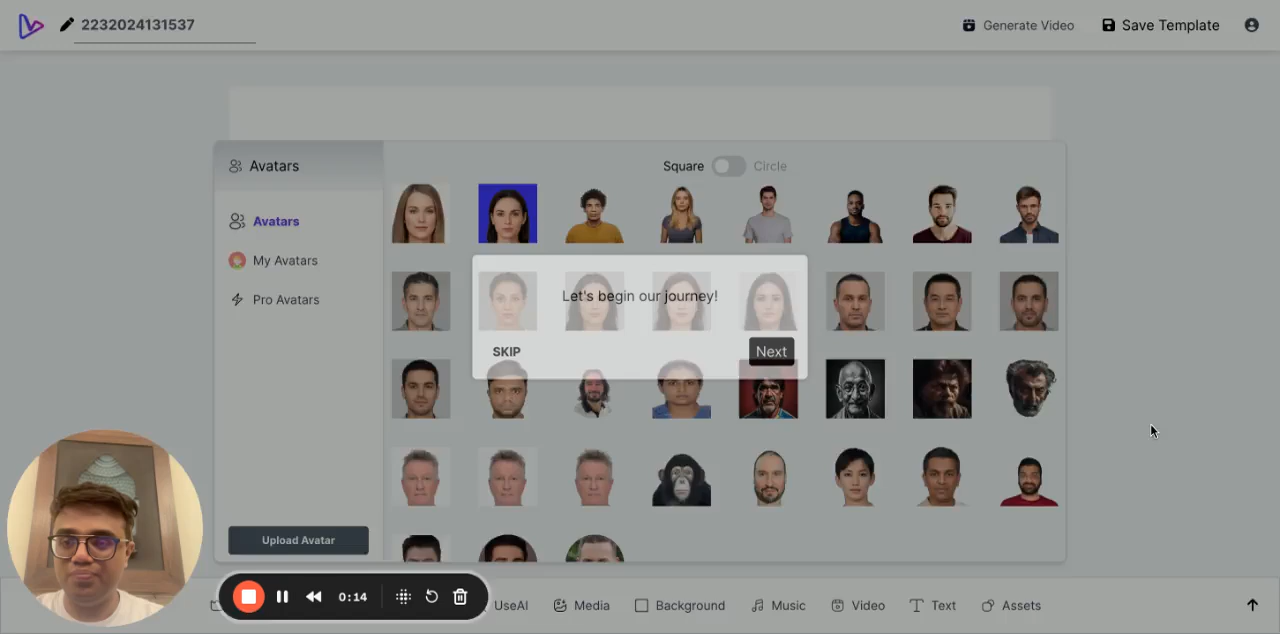 2232024131537
Generate Video
Save Template
Avatars
Square
Circle
Avatars
My Avatars
Pro Avatars
Let's begin our journey!
SKIP
Next
Upload Avatar
0:14
UseAI
Media
Background
Music
Video
Text
Assets